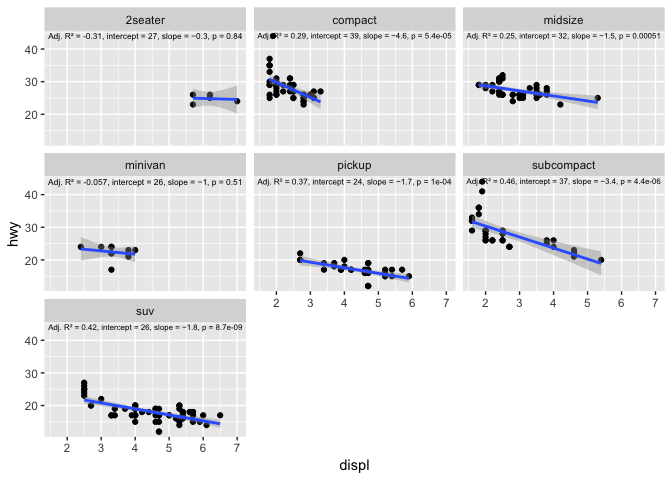 2seater
compact
midsize
Adj. R² = -0.31, intercept = 27, slope = −0.3, p = 0.84
Adj. R² = 0.29, intercept = 39, slope = −4.6, p = 5.4e-05
Adj. R² = 0.25, intercept = 32, slope = −1.5, p = 0.00051
40
30
20
minivan
pickup
subcompact
Adj. R² = -0.057, intercept = 26, slope = −1, p = 0.51
Adj. R² = 0.37, intercept = 24, slope = −1.7, p = 1e-04
Adj. R² = 0.46, intercept = 37, slope = −3.4, p = 4.4e-06
40
30
20
hwy
2 3 4 5 6 7
2 3 4 5 6 7
suv
Adj. R² = 0.42, intercept = 26, slope = −1.8, p = 8.7e-09
40
30
20
2 3 4 5 6 7
displ